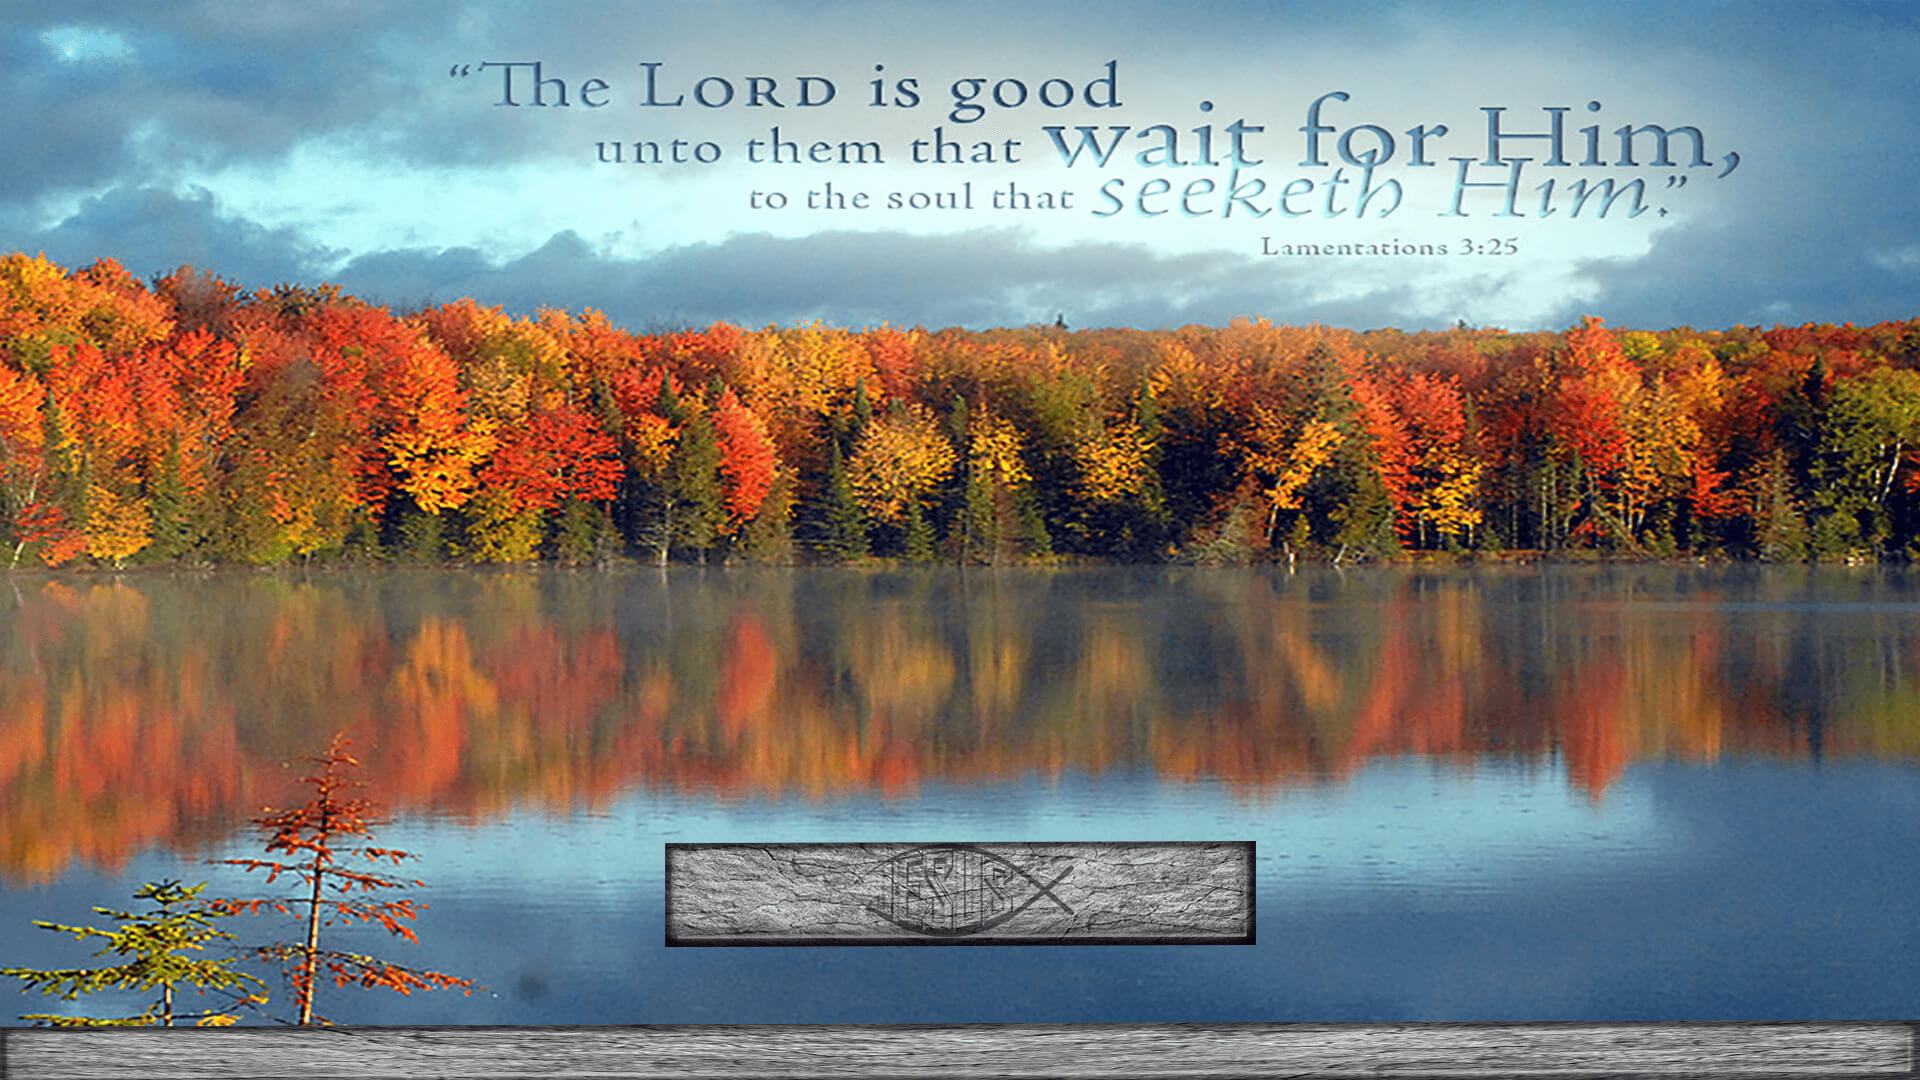 “The LORD is good
unto them that wait for Him,
to the soul that seeketh Him.”
Lamentations 3:25
JESUS